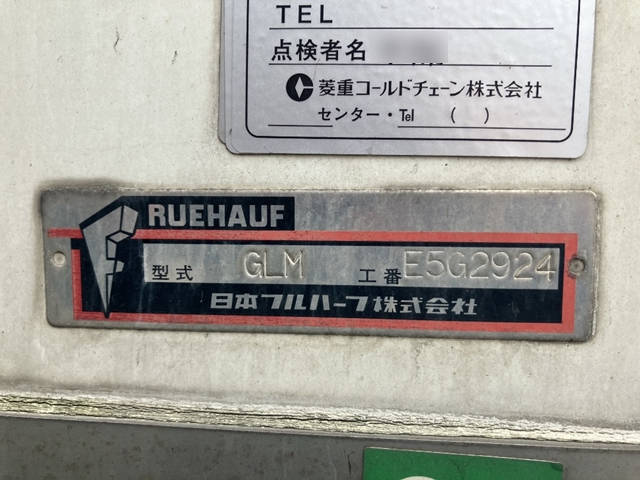 TEL
点検者名
菱重コールドチェーン株式会社
センター・Tel ( )
FRUEHAUF
型式 GLM 工番 E5G2924
日本フルハーフ株式会社